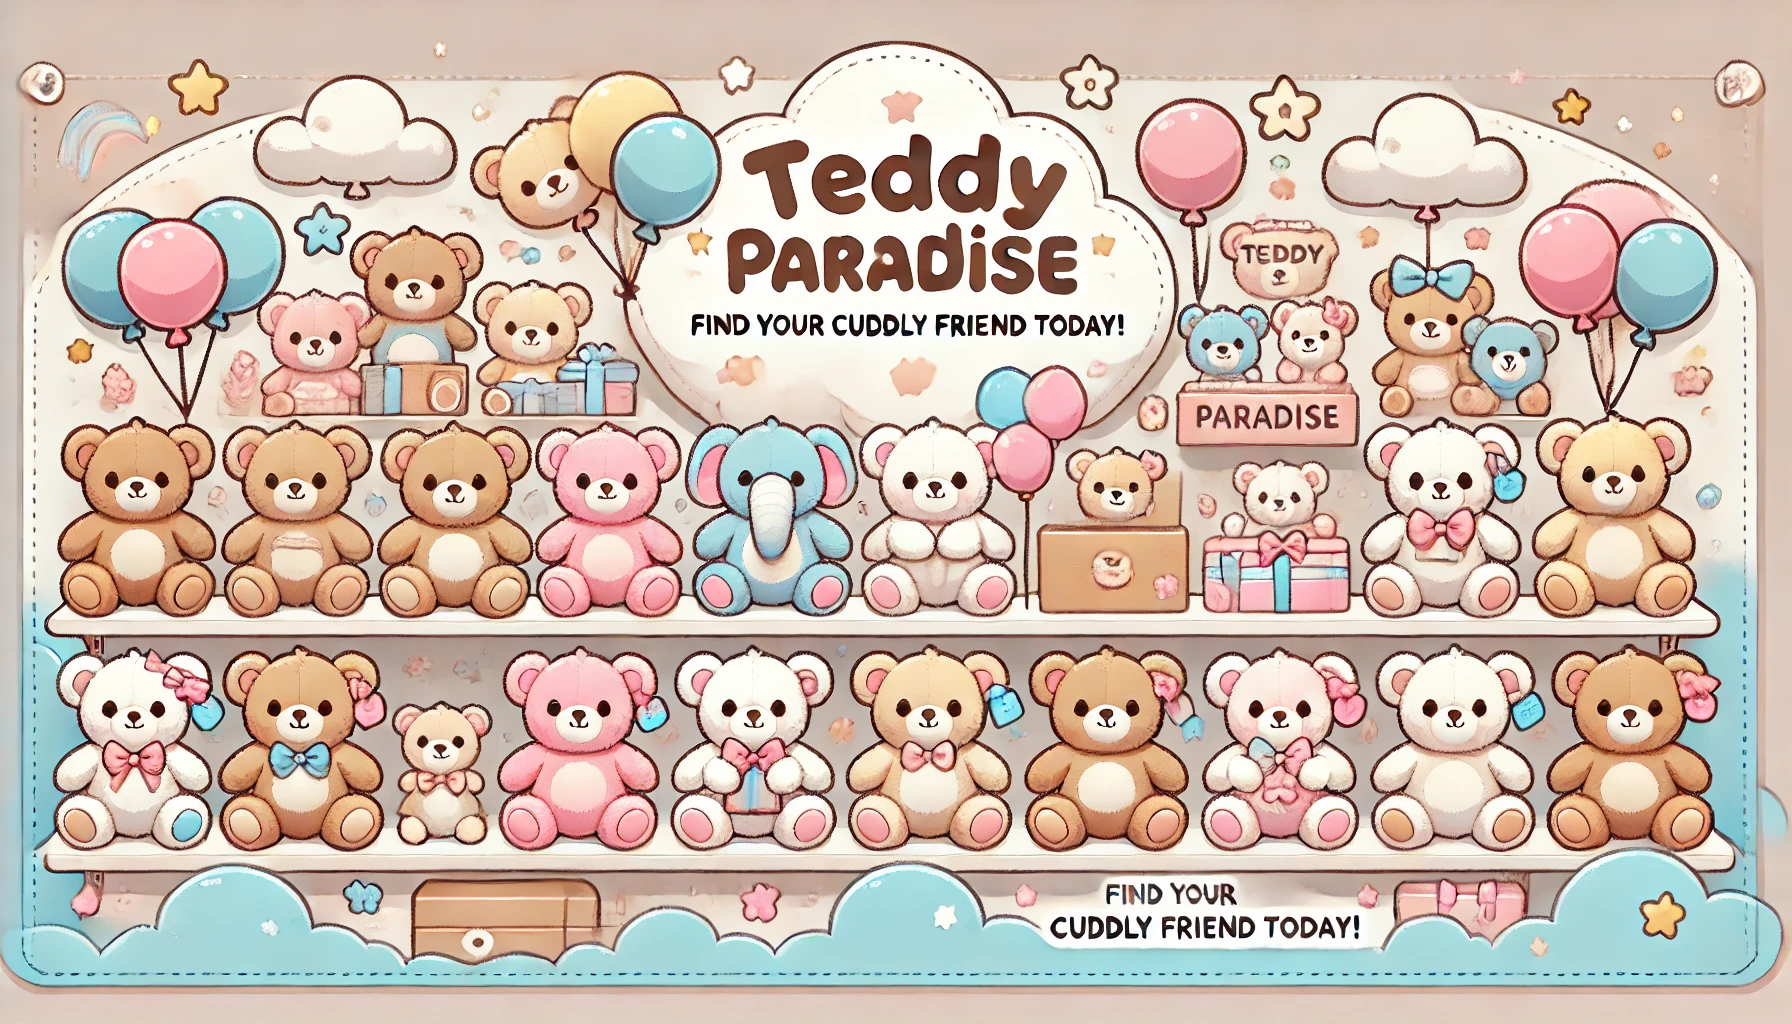 Teddy
PARADISE
FIND YOUR CUDDLY FRIEND TODAY!
TEDDY
PARADISE
FIND YOUR
CUDDLY FRIEND TODAY!